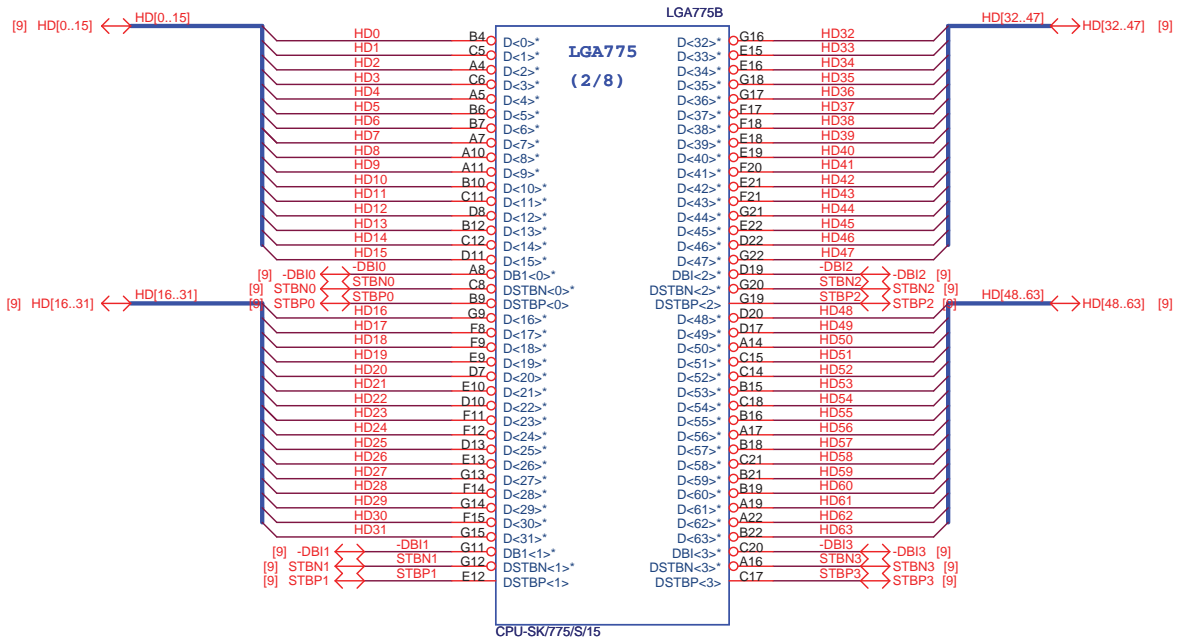 LGA775B
[9] HD[0..15] HD[0..15] HD[32..47] HD[32..47] [9]
LGA775
(2/8)
HD0 B4 D<0>* D<32>* G16 HD32
HD1 C5 D<1>* D<33>* E15 HD33
HD2 A4 D<2>* D<34>* E16 HD34
HD3 C6 D<3>* D<35>* G18 HD35
HD4 A5 D<4>* D<36>* G17 HD36
HD5 B6 D<5>* D<37>* F17 HD37
HD6 B7 D<6>* D<38>* F18 HD38
HD7 A7 D<7>* D<39>* E18 HD39
HD8 A10 D<8>* D<40>* E19 HD40
HD9 A11 D<9>* D<41>* F20 HD41
HD10 B10 D<10>* D<42>* E21 HD42
HD11 C11 D<11>* D<43>* F21 HD43
HD12 D8 D<12>* D<44>* G21 HD44
HD13 B12 D<13>* D<45>* E22 HD45
HD14 C12 D<14>* D<46>* D22 HD46
HD15 D11 D<15>* D<47>* G22 HD47
[9] -DBI0 -DBI0 A8 DB1<0>* DBI<2>* D19 -DBI2 -DBI2 [9]
[9] STBN0 STBN0 C8 DSTBN<0>* DSTBN<2>* G20 STBN2 STBN2 [9]
[9] STBP0 STBP0 B9 DSTBP<0> DSTBP<2> G19 STBP2 STBP2 [9]
[9] HD[16..31] HD[16..31] HD[48..63] HD[48..63] [9]
HD16 G9 D<16>* D<48>* D20 HD48
HD17 F8 D<17>* D<49>* D17 HD49
HD18 F9 D<18>* D<50>* A14 HD50
HD19 E9 D<19>* D<51>* C15 HD51
HD20 D7 D<20>* D<52>* C14 HD52
HD21 E10 D<21>* D<53>* B15 HD53
HD22 D10 D<22>* D<54>* C18 HD54
HD23 F11 D<23>* D<55>* B16 HD55
HD24 F12 D<24>* D<56>* A17 HD56
HD25 D13 D<25>* D<57>* B18 HD57
HD26 E13 D<26>* D<58>* C21 HD58
HD27 G13 D<27>* D<59>* B21 HD59
HD28 F14 D<28>* D<60>* B19 HD60
HD29 G14 D<29>* D<61>* A19 HD61
HD30 F15 D<30>* D<62>* A22 HD62
HD31 G15 D<31>* D<63>* B22 HD63
[9] -DBI1 -DBI1 G11 DB1<1>* DBI<3>* C20 -DBI3 -DBI3 [9]
[9] STBN1 STBN1 G12 DSTBN<1>* DSTBN<3>* A16 STBN3 STBN3 [9]
[9] STBP1 STBP1 E12 DSTBP<1> DSTBP<3> C17 STBP3 STBP3 [9]
CPU-SK/775/S/15